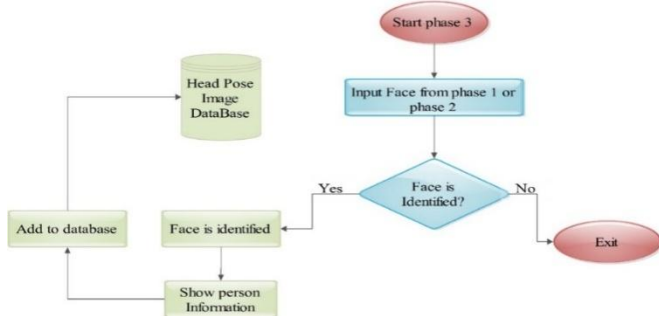 Start phase 3
Head Pose
Image
DataBase
Input Face from phase 1 or
phase 2
Face is
Identified?
Yes
No
Add to database
Face is identified
Exit
Show person
Information